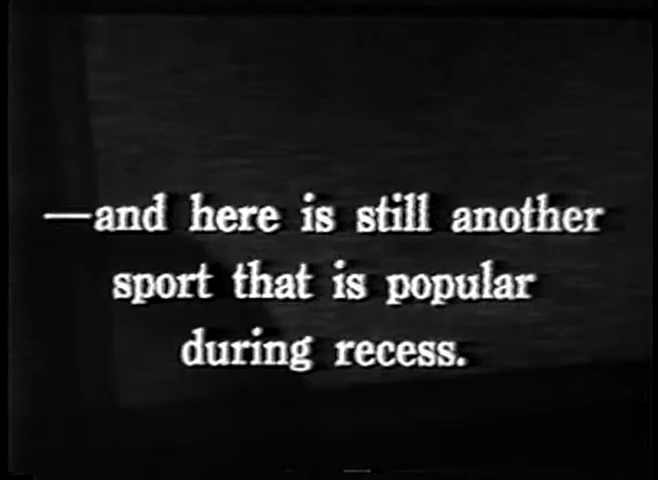 —and here is still another
sport that is popular
during recess.